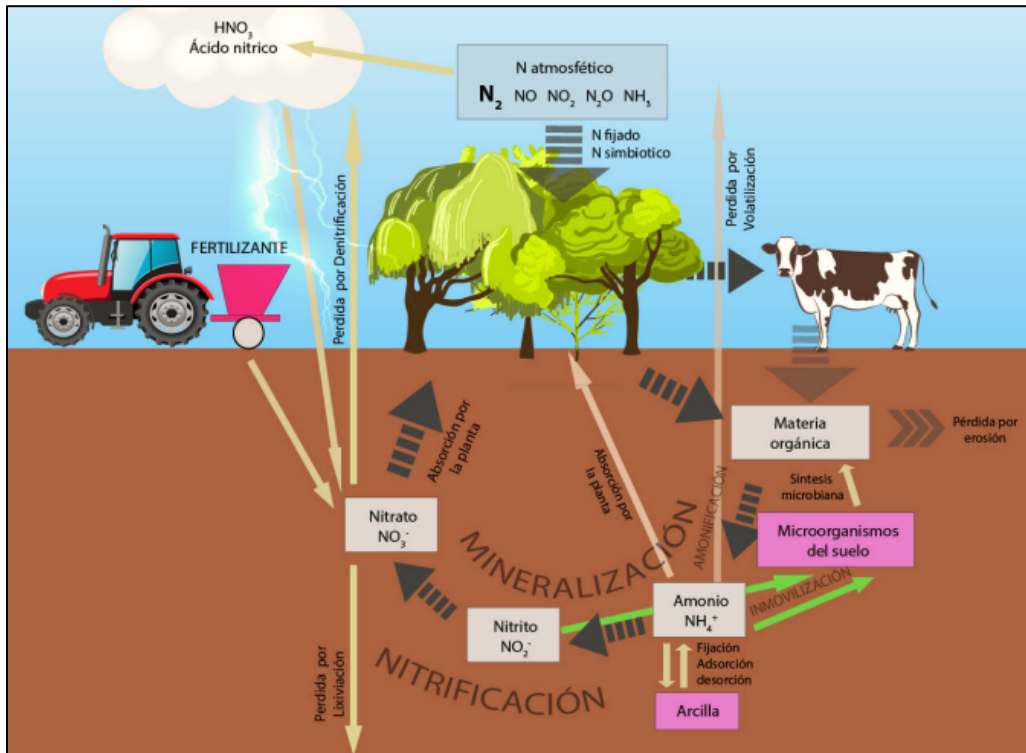 HNO₃
Ácido nitrico
N atmosfético
N₂ NO NO₂ N₂O NH₃
N fijado
N simbiotico
Perdida por
Volatilización
Perdida por Denitrificación
FERTILIZANTE
Absorción por
la planta
Materia
orgánica
Pérdida por
erosión
Absorción por
la planta
AMONIFICACIÓN
Sintesis
microbiana
Nitrato
NO₃⁻
MINERALIZACIÓN
Microorganismos
del suelo
INMOVILIZACIÓN
Nitrito
NO₂⁻
Amonio
NH₄⁺
Fijación
Adsorción
desorción
NITRIFICACIÓN
Perdida por
Lixiviación
Arcilla